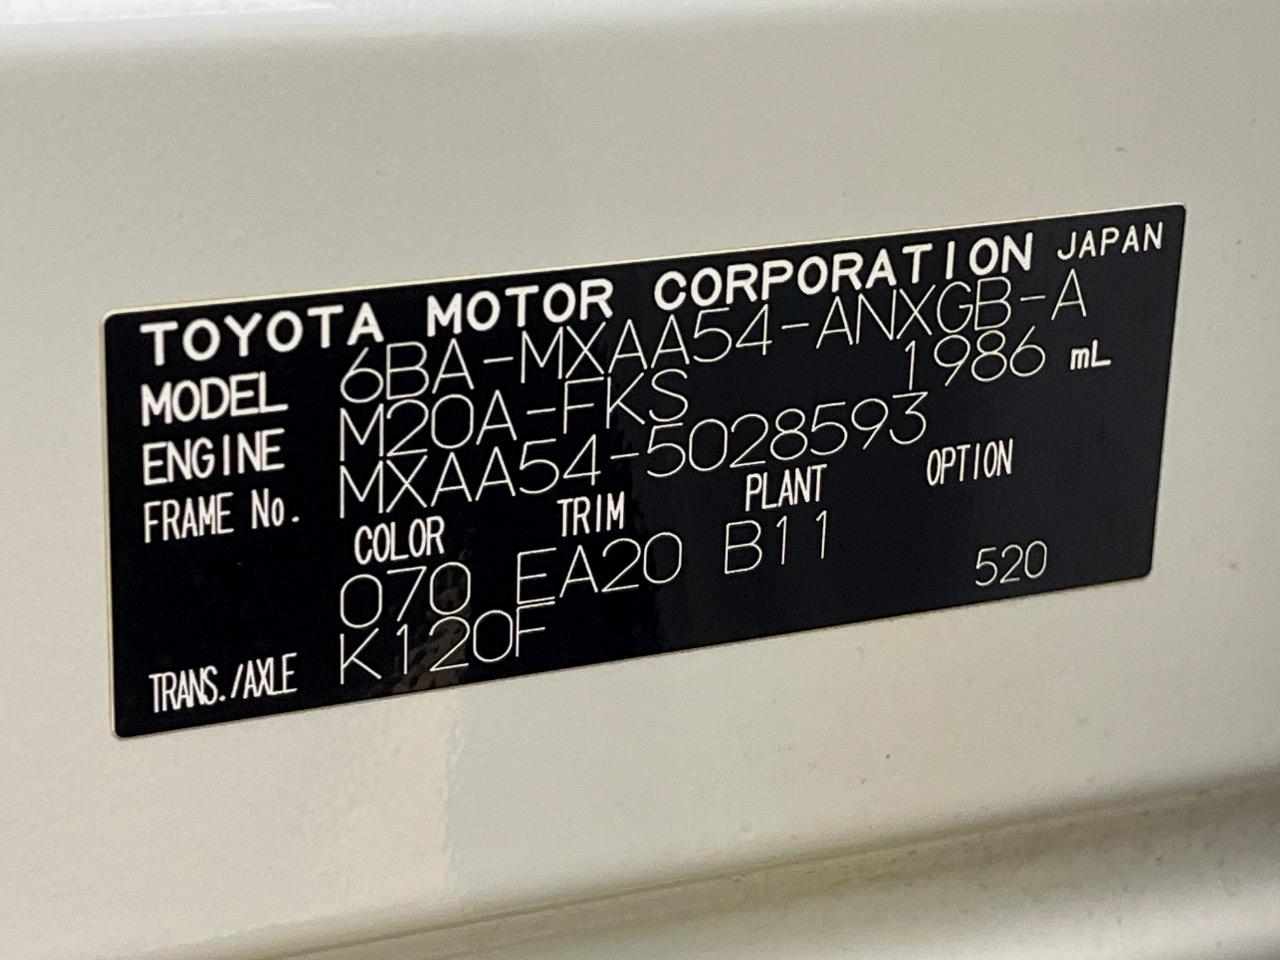 TOYOTA MOTOR CORPORATION JAPAN
MODEL 6BA-MXAA54-ANXGB-A
ENGINE M20A-FKS 1986 mL
FRAME No. MXAA54-5028593
COLOR TRIM PLANT OPTION
070 EA20 B11 520
TRANS./AXLE K120F